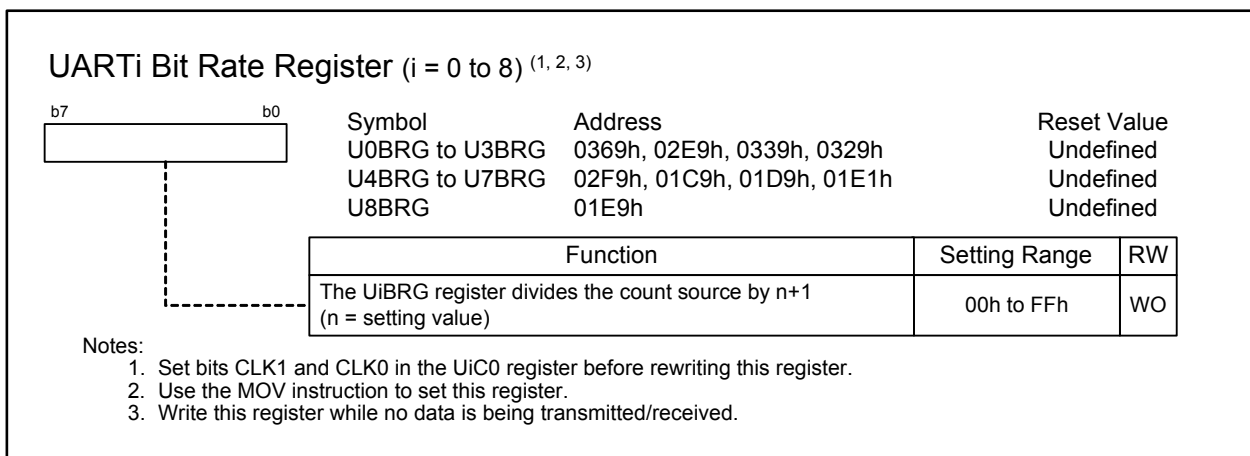 UARTi Bit Rate Register (i = 0 to 8) (1, 2, 3)
b7 b0
Symbol Address Reset Value
U0BRG to U3BRG 0369h, 02E9h, 0339h, 0329h Undefined
U4BRG to U7BRG 02F9h, 01C9h, 01D9h, 01E1h Undefined
U8BRG 01E9h Undefined
Function Setting Range RW
The UiBRG register divides the count source by n+1
(n = setting value) 00h to FFh WO
Notes:
1. Set bits CLK1 and CLK0 in the UiC0 register before rewriting this register.
2. Use the MOV instruction to set this register.
3. Write this register while no data is being transmitted/received.